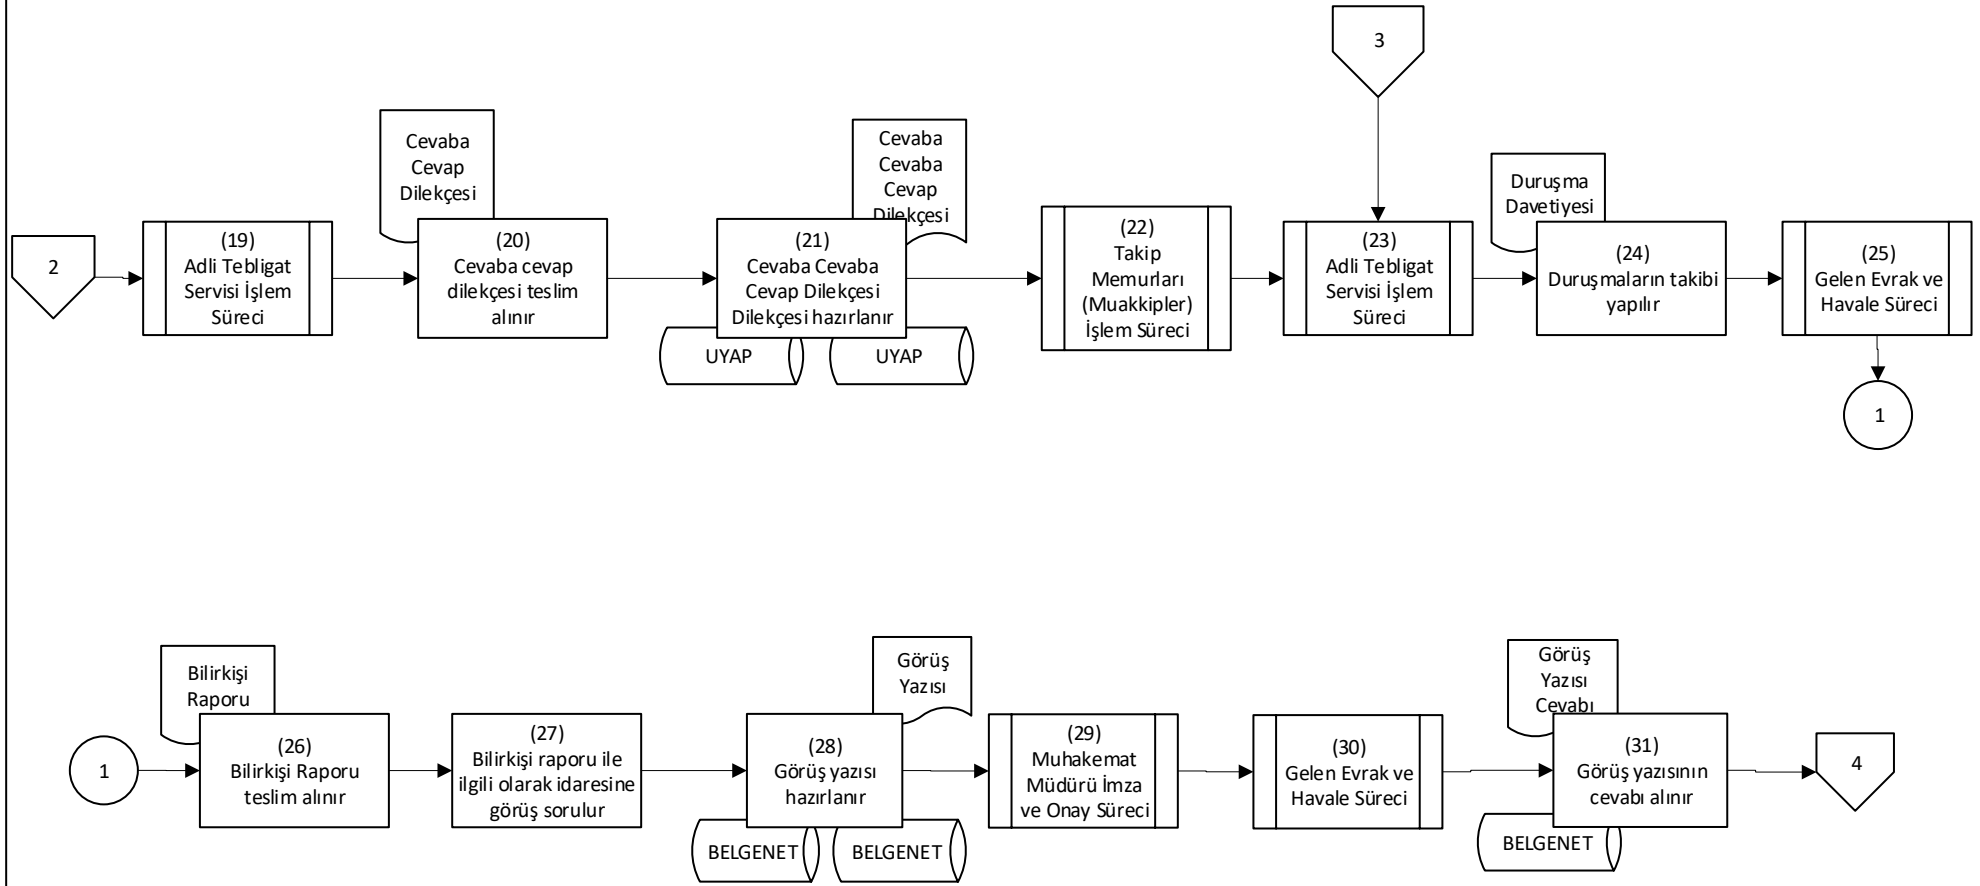 3
Cevaba
Cevap
Dilekçesi
Cevaba
Cevaba
Cevap
Dilekçesi
Duruşma
Davetiyesi
2
(19)
Adli Tebligat
Servisi İşlem
Süreci
(20)
Cevaba cevap
dilekçesi teslim
alınır
(21)
Cevaba Cevaba
Cevap Dilekçesi
Dilekçesi hazırlanır
UYAP
UYAP
(22)
Takip
Memurları
(Muakkipler)
İşlem Süreci
(23)
Adli Tebligat
Servisi İşlem
Süreci
(24)
Duruşmaların takibi
yapılır
(25)
Gelen Evrak ve
Havale Süreci
1
Bilirkişi
Raporu
Görüş
Yazısı
Görüş
Yazısı
Cevabı
1
(26)
Bilirkişi Raporu
teslim alınır
(27)
Bilirkişi raporu ile
ilgili olarak idaresine
görüş sorulur
(28)
Görüş yazısı
hazırlanır
BELGENET
BELGENET
(29)
Muhakemat
Müdürü İmza
ve Onay Süreci
(30)
Gelen Evrak ve
Havale Süreci
(31)
Görüş yazısının
cevabı alınır
BELGENET
4